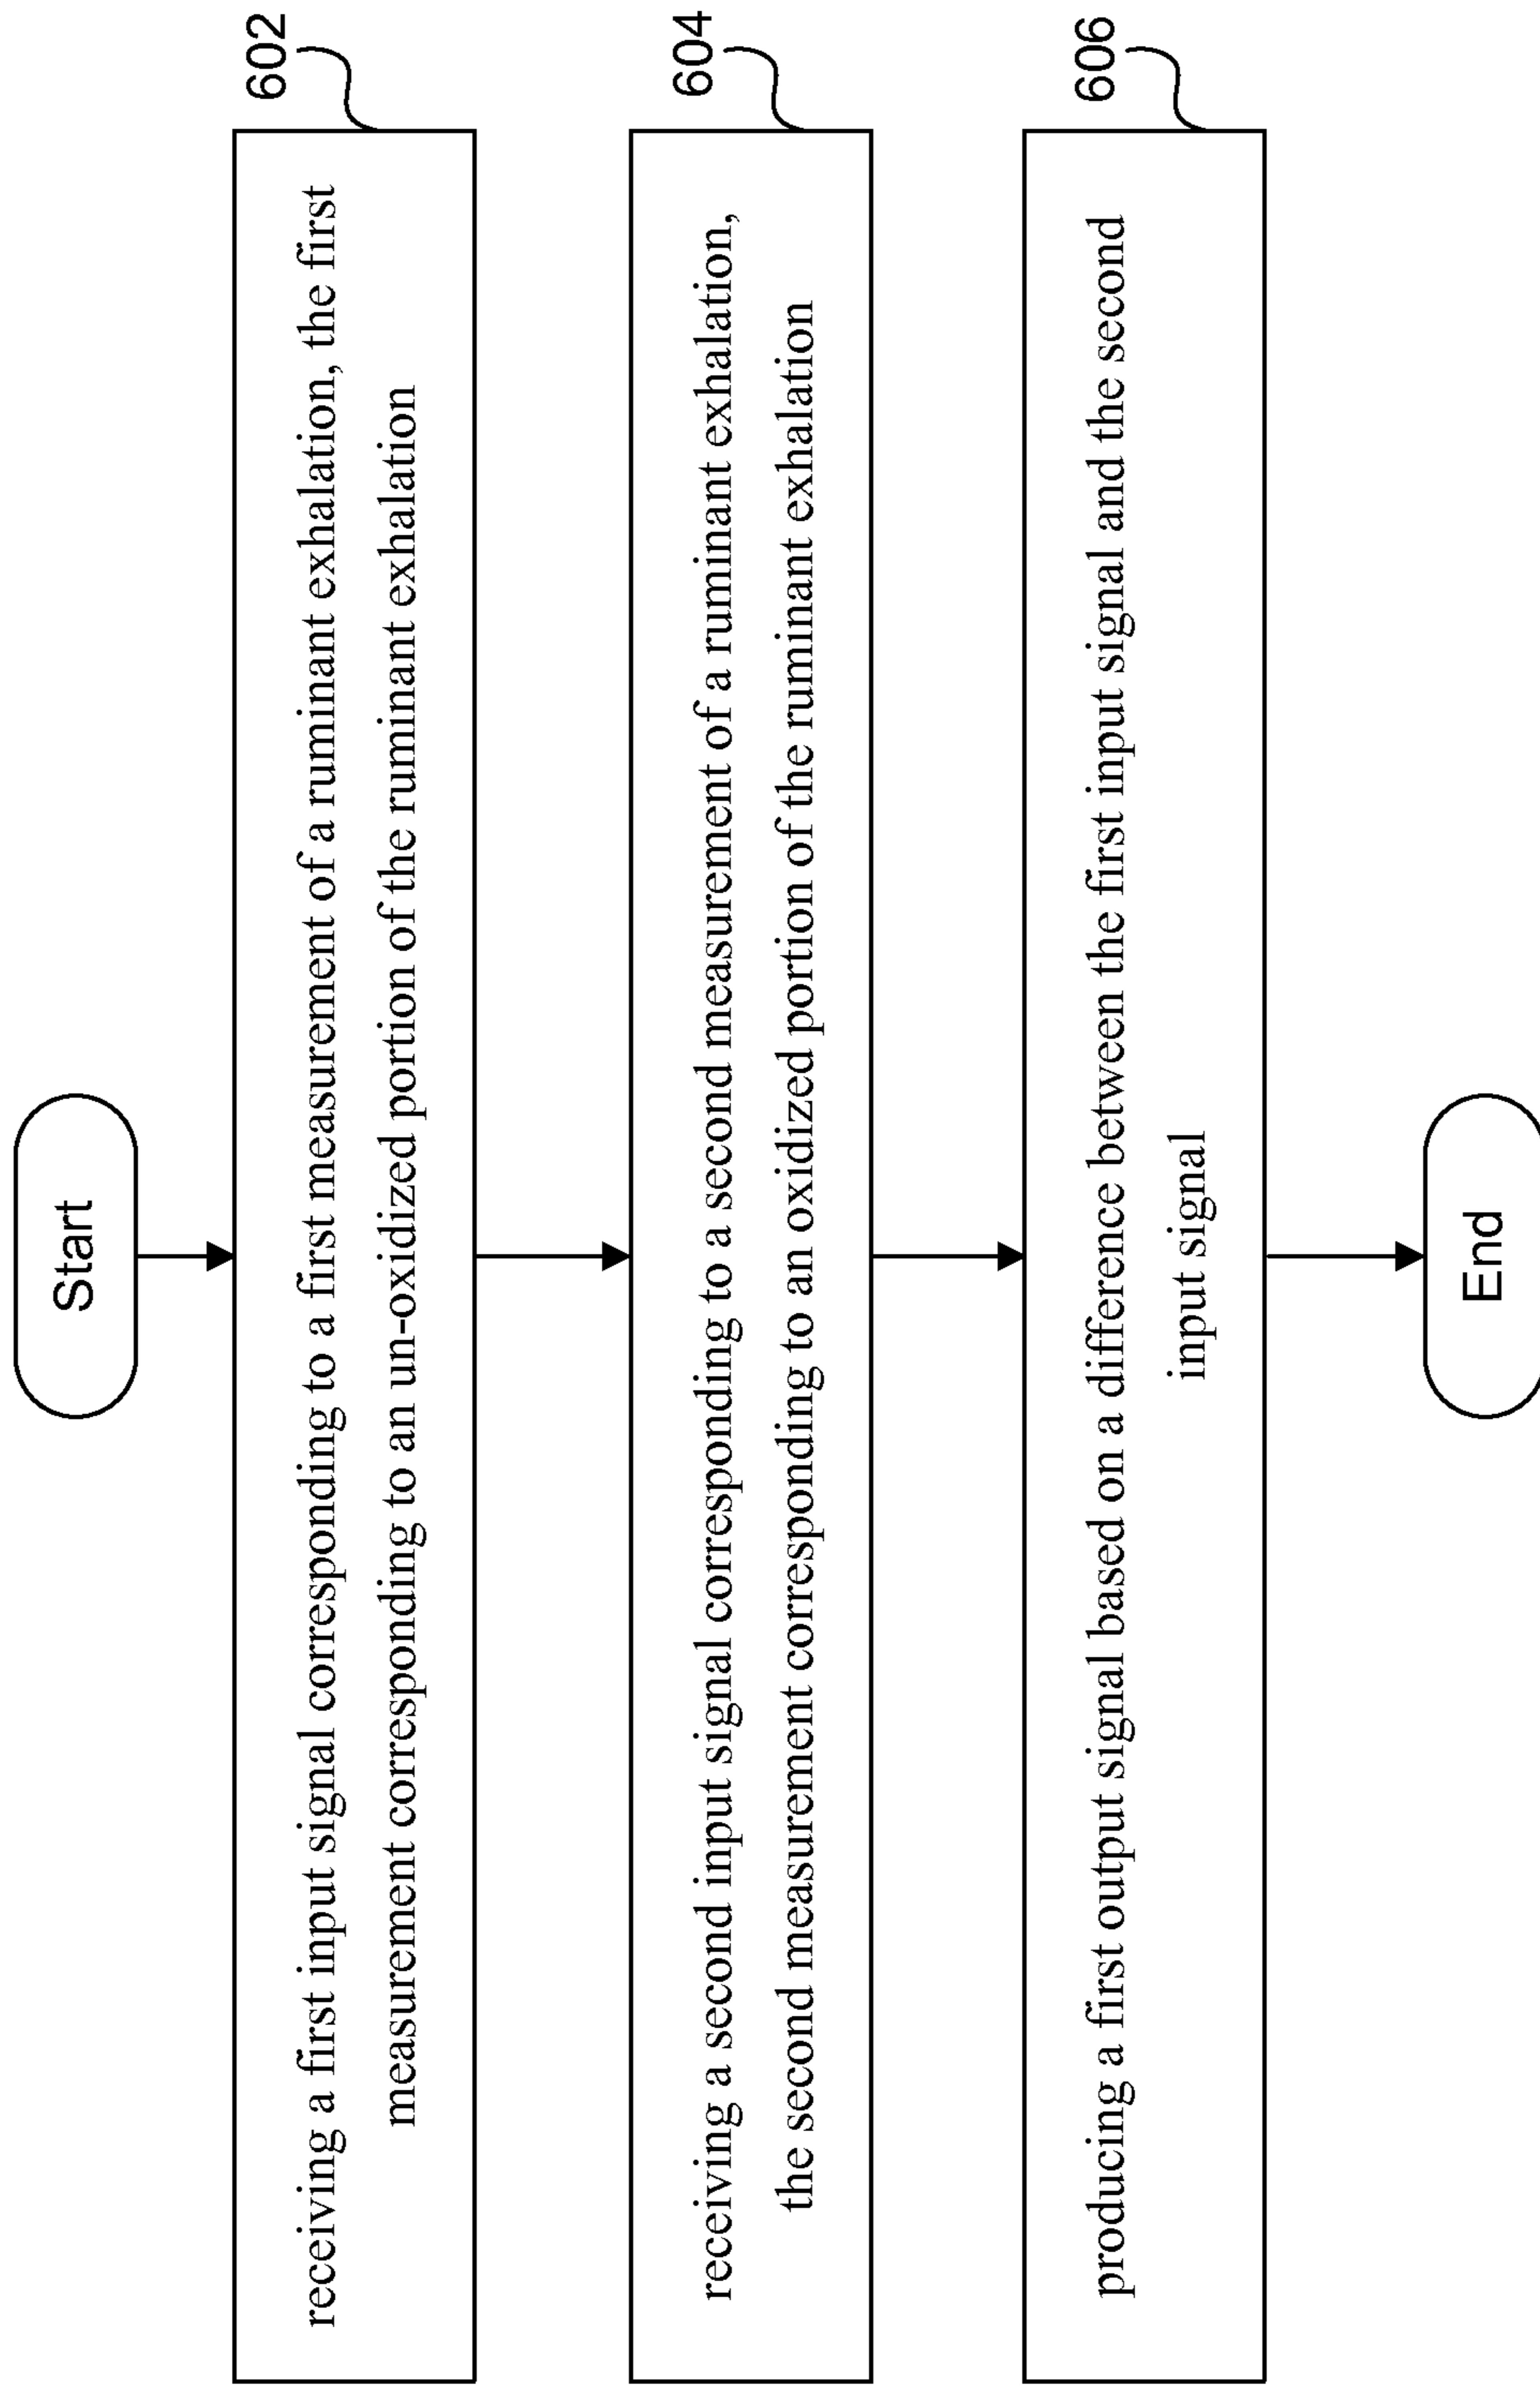 Start
602
receiving a first input signal corresponding to a first measurement of a ruminant exhalation, the first
measurement corresponding to an un-oxidized portion of the ruminant exhalation
604
receiving a second input signal corresponding to a second measurement of a ruminant exhalation,
the second measurement corresponding to an oxidized portion of the ruminant exhalation
606
producing a first output signal based on a difference between the first input signal and the second
input signal
End